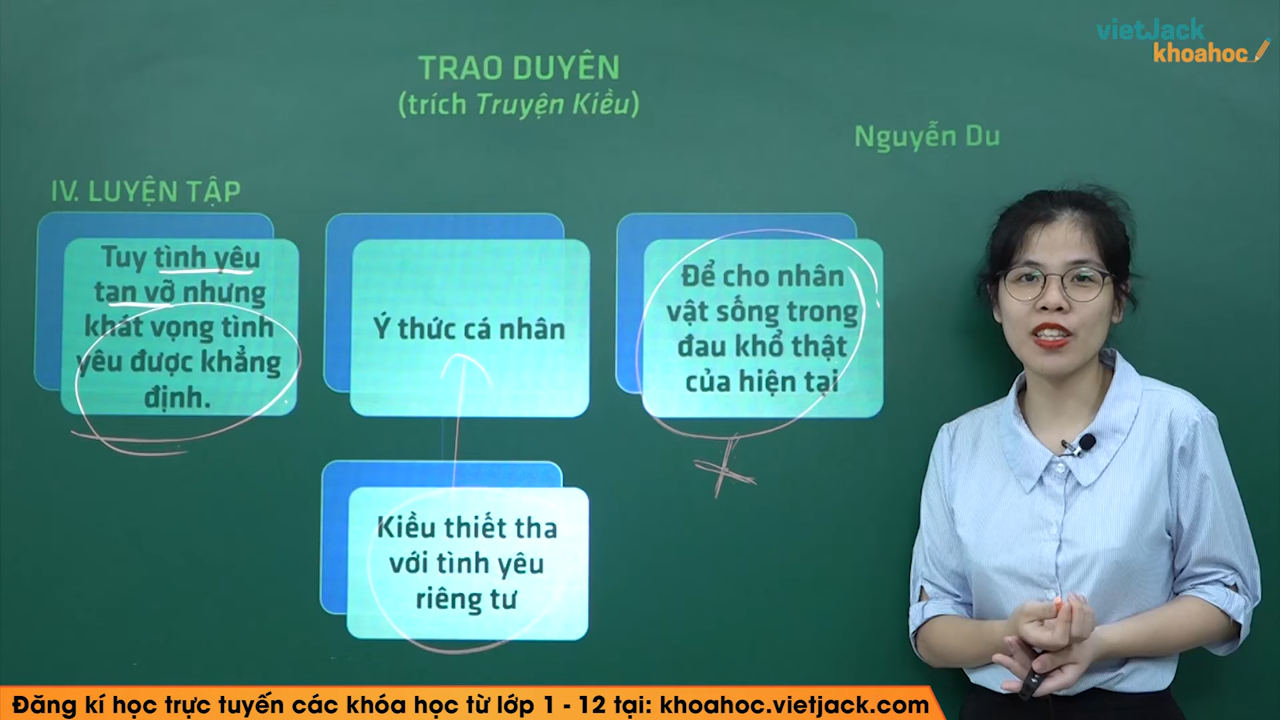 vietJack
khoahoc
TRAO DUYÊN
(trích Truyện Kiều)
Nguyễn Du
IV. LUYỆN TẬP
Tuy tình yêu
tan vỡ nhưng
khát vọng tình
yêu được khẳng
định.
Ý thức cá nhân
Để cho nhân
vật sống trong
đau khổ thật
của hiện tại
Kiều thiết tha
với tình yêu
riêng tư
Đăng kí học trực tuyến các khóa học từ lớp 1 - 12 tại: khoahoc.vietjack.com